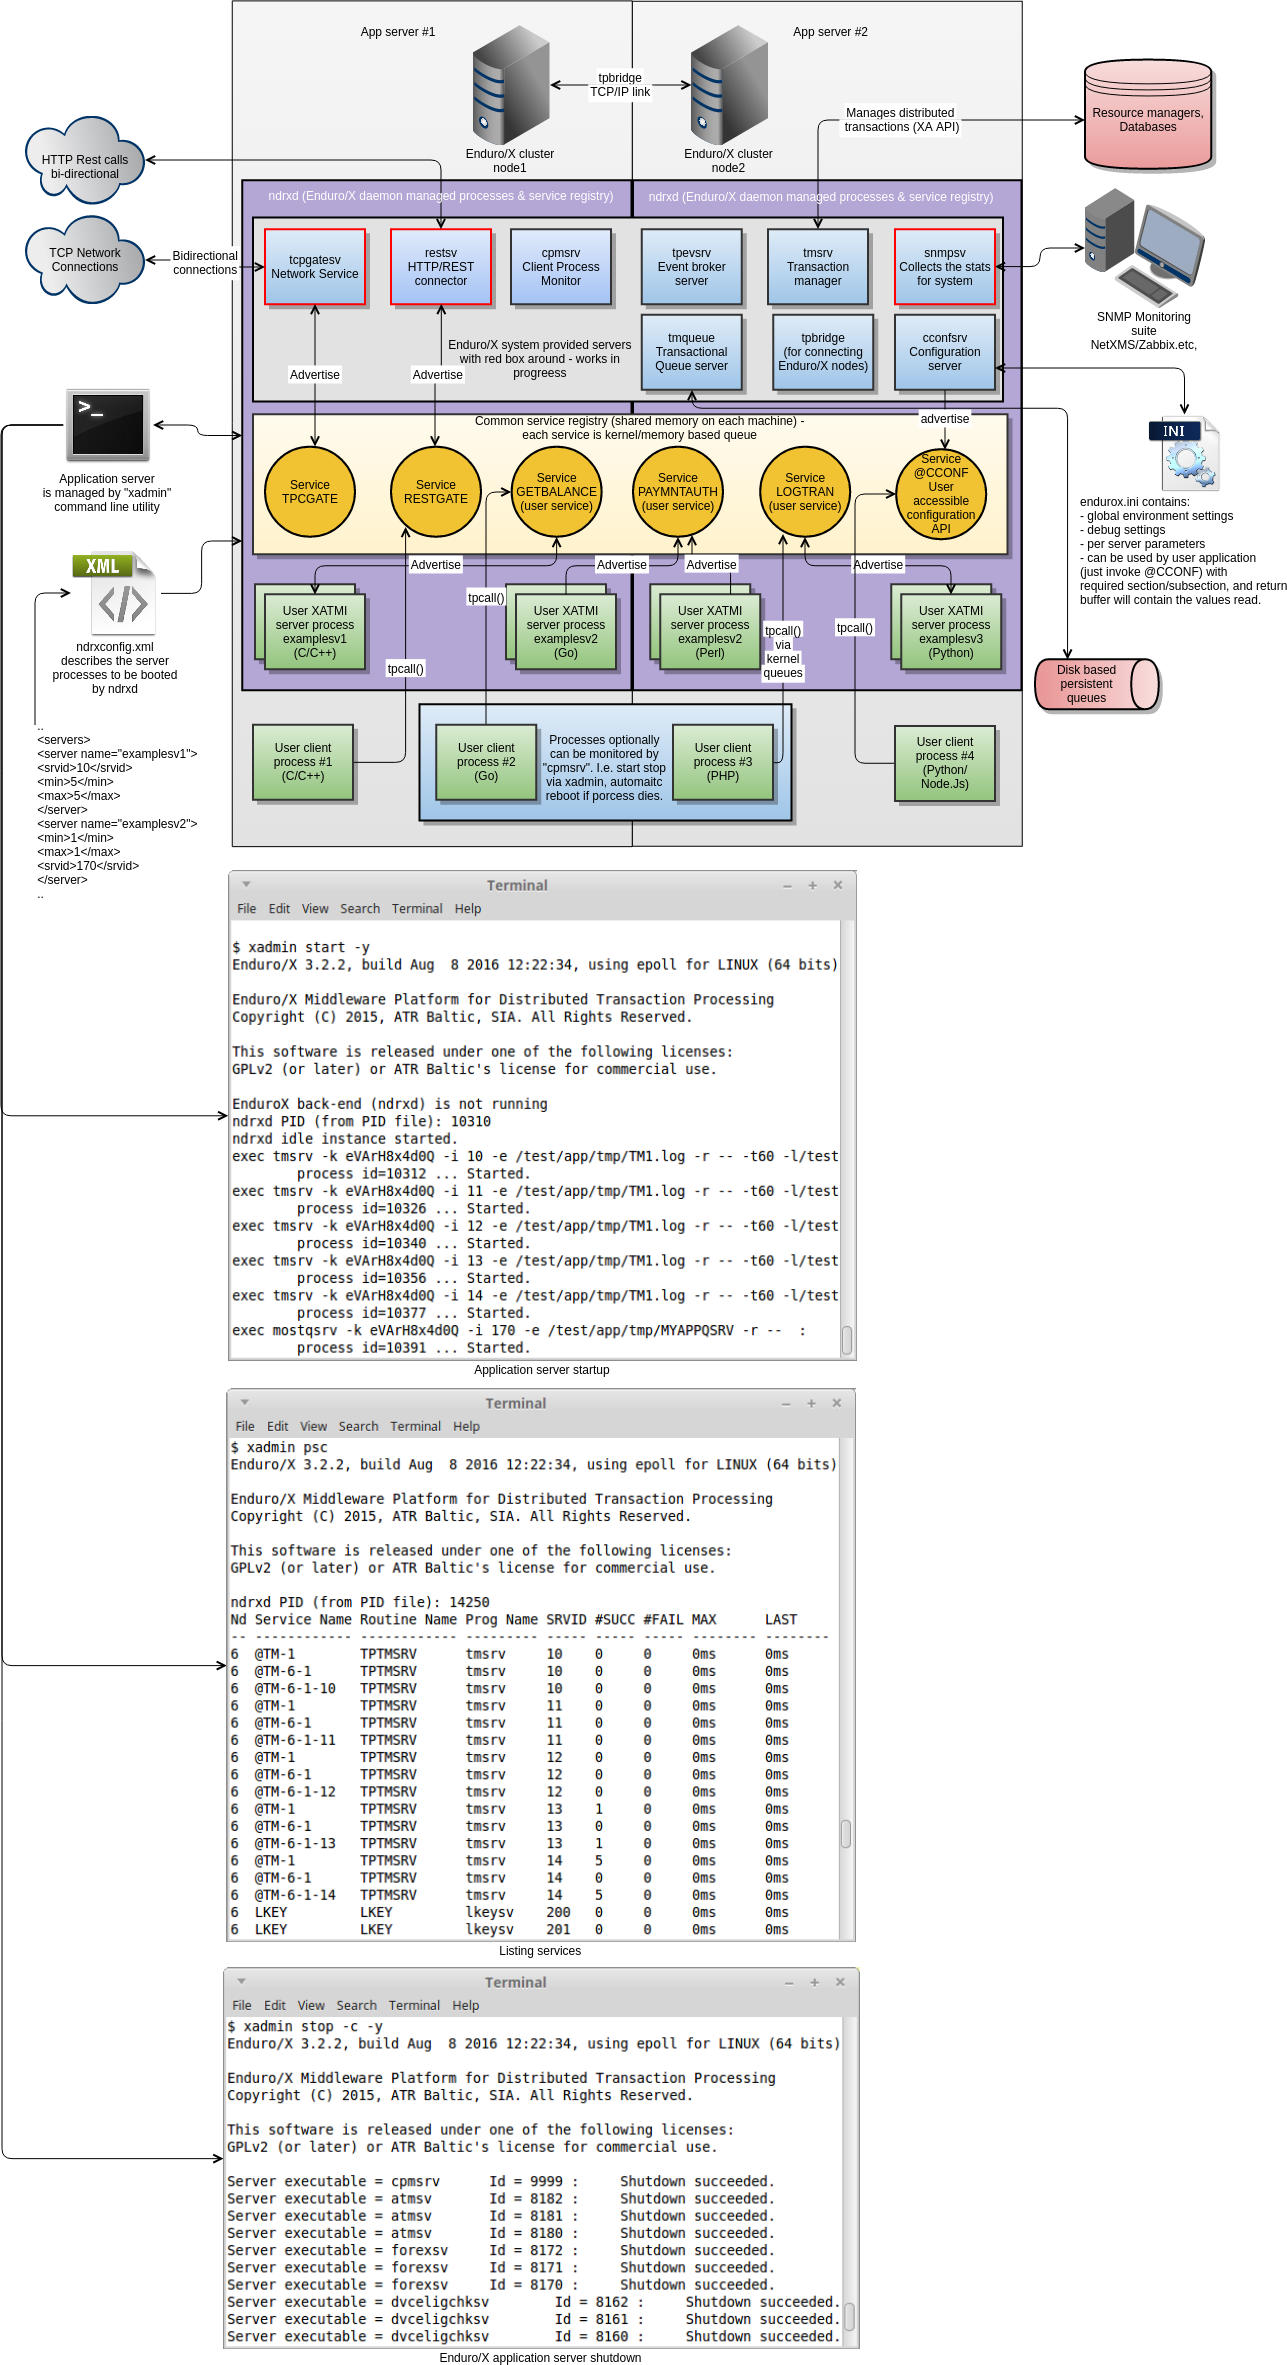 App server #1
App server #2
tpbridge
TCP/IP link
Manages distributed
transactions (XA API)
Resource managers,
Databases
Enduro/X cluster
node1
Enduro/X cluster
node2
HTTP Rest calls
bi-directional
ndrxd (Enduro/X daemon managed processes & service registry)
ndrxd (Enduro/X daemon managed processes & service registry)
TCP Network
Connections
Bidirectional
connections
tcpgatesv
Network Service
restsv
HTTP/REST
connector
cpmsrv
Client Process
Monitor
tpevsrv
Event broker
server
tmsrv
Transaction
manager
snmpsv
Collects the stats
for system
SNMP Monitoring
suite
NetXMS/Zabbix.etc,
Enduro/X system provided servers
with red box around - works in
progreess
tmqueue
Transactional
Queue server
tpbridge
(for connecting
Enduro/X nodes)
cconfsrv
Configuration
server
Advertise
Advertise
advertise
>_
Application server
is managed by "xadmin"
command line utility
Common service registry (shared memory on each machine) -
each service is kernel/memory based queue
Service
TPCGATE
Service
RESTGATE
Service
GETBALANCE
(user service)
Service
PAYMNTAUTH
(user service)
Service
LOGTRAN
(user service)
Service
@CCONF
User
accessible
configuration
API
INI
endurox.ini contains:
- global environment settings
- debug settings
- per server parameters
- can be used by user application
(just invoke @CCONF) with
required section/subsection, and return
buffer will contain the values read.
XML
</>
ndrxconfig.xml
describes the server
processes to be booted
by ndrxd
Advertise
Advertise
Advertise
Advertise
tpcall()
tpcall()
via
kernel
queues
tpcall()
tpcall()
User XATMI
server process
examplesv1
(C/C++)
User XATMI
server process
examplesv2
(Go)
User XATMI
server process
examplesv2
(Perl)
User XATMI
server process
examplesv3
(Python)
Disk based
persistent
queues
..
<servers>
<server name="examplesv1">
<srvid>10</srvid>
<min>5</min>
<max>5</max>
</server>
<server name="examplesv2">
<min>1</min>
<max>1</max>
<srvid>170</srvid>
</server>
..
User client
process #1
(C/C++)
User client
process #2
(Go)
Processes optionally
can be monitored by
"cpmsrv". I.e. start stop
via xadmin, automaitc
reboot if porcess dies.
User client
process #3
(PHP)
User client
process #4
(Python/
Node.Js)
Terminal
File Edit View Search Terminal Help
$ xadmin start -y
Enduro/X 3.2.2, build Aug  8 2016 12:22:34, using epoll for LINUX (64 bits)
Enduro/X Middleware Platform for Distributed Transaction Processing
Copyright (C) 2015, ATR Baltic, SIA. All Rights Reserved.
This software is released under one of the following licenses:
GPLv2 (or later) or ATR Baltic's license for commercial use.
EnduroX back-end (ndrxd) is not running
ndrxd PID (from PID file): 10310
ndrxd idle instance started.
exec tmsrv -k eVArH8x4d0Q -i 10 -e /test/app/tmp/TM1.log -r -- -t60 -l/test
process id=10312 ... Started.
exec tmsrv -k eVArH8x4d0Q -i 11 -e /test/app/tmp/TM1.log -r -- -t60 -l/test
process id=10326 ... Started.
exec tmsrv -k eVArH8x4d0Q -i 12 -e /test/app/tmp/TM1.log -r -- -t60 -l/test
process id=10340 ... Started.
exec tmsrv -k eVArH8x4d0Q -i 13 -e /test/app/tmp/TM1.log -r -- -t60 -l/test
process id=10356 ... Started.
exec tmsrv -k eVArH8x4d0Q -i 14 -e /test/app/tmp/TM1.log -r -- -t60 -l/test
process id=10377 ... Started.
exec mostqsrv -k eVArH8x4d0Q -i 170 -e /test/app/tmp/MYAPPQSRV -r --  :
process id=10391 ... Started.
Application server startup
Terminal
File Edit View Search Terminal Help
$ xadmin psc
Enduro/X 3.2.2, build Aug  8 2016 12:22:34, using epoll for LINUX (64 bits)
Enduro/X Middleware Platform for Distributed Transaction Processing
Copyright (C) 2015, ATR Baltic, SIA. All Rights Reserved.
This software is released under one of the following licenses:
GPLv2 (or later) or ATR Baltic's license for commercial use.
ndrxd PID (from PID file): 14250
Nd Service Name Routine Name Prog Name SRVID #SUCC #FAIL MAX      LAST
-- ------------ ------------ --------- ----- ----- ----- -------- --------
6  @TM-1        TPTMSRV      tmsrv     10    0     0     0ms      0ms
6  @TM-6-1      TPTMSRV      tmsrv     10    0     0     0ms      0ms
6  @TM-6-1-10   TPTMSRV      tmsrv     10    0     0     0ms      0ms
6  @TM-1        TPTMSRV      tmsrv     11    0     0     0ms      0ms
6  @TM-6-1      TPTMSRV      tmsrv     11    0     0     0ms      0ms
6  @TM-6-1-11   TPTMSRV      tmsrv     11    0     0     0ms      0ms
6  @TM-1        TPTMSRV      tmsrv     12    0     0     0ms      0ms
6  @TM-6-1      TPTMSRV      tmsrv     12    0     0     0ms      0ms
6  @TM-6-1-12   TPTMSRV      tmsrv     12    0     0     0ms      0ms
6  @TM-1        TPTMSRV      tmsrv     13    1     0     0ms      0ms
6  @TM-6-1      TPTMSRV      tmsrv     13    0     0     0ms      0ms
6  @TM-6-1-13   TPTMSRV      tmsrv     13    1     0     0ms      0ms
6  @TM-1        TPTMSRV      tmsrv     14    5     0     0ms      0ms
6  @TM-6-1      TPTMSRV      tmsrv     14    0     0     0ms      0ms
6  @TM-6-1-14   TPTMSRV      tmsrv     14    5     0     0ms      0ms
6  LKEY         LKEY         lkeysv    200   0     0     0ms      0ms
6  LKEY         LKEY         lkeysv    201   0     0     0ms      0ms
Listing services
Terminal
File Edit View Search Terminal Help
$ xadmin stop -c -y
Enduro/X 3.2.2, build Aug  8 2016 12:22:34, using epoll for LINUX (64 bits)
Enduro/X Middleware Platform for Distributed Transaction Processing
Copyright (C) 2015, ATR Baltic, SIA. All Rights Reserved.
This software is released under one of the following licenses:
GPLv2 (or later) or ATR Baltic's license for commercial use.
Server executable = cpmsrv      Id = 9999 :     Shutdown succeeded.
Server executable = atmsv       Id = 8182 :     Shutdown succeeded.
Server executable = atmsv       Id = 8181 :     Shutdown succeeded.
Server executable = atmsv       Id = 8180 :     Shutdown succeeded.
Server executable = forexsv     Id = 8172 :     Shutdown succeeded.
Server executable = forexsv     Id = 8171 :     Shutdown succeeded.
Server executable = forexsv     Id = 8170 :     Shutdown succeeded.
Server executable = dvceligchksv        Id = 8162 :     Shutdown succeeded.
Server executable = dvceligchksv        Id = 8161 :     Shutdown succeeded.
Server executable = dvceligchksv        Id = 8160 :     Shutdown succeeded.
Enduro/X application server shutdown